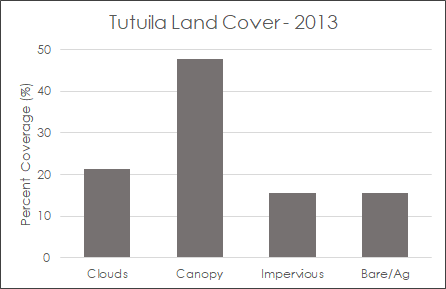 Tutuila Land Cover - 2013
Percent Coverage (%)
50
40
30
20
10
0
Clouds Canopy Impervious Bare/Ag